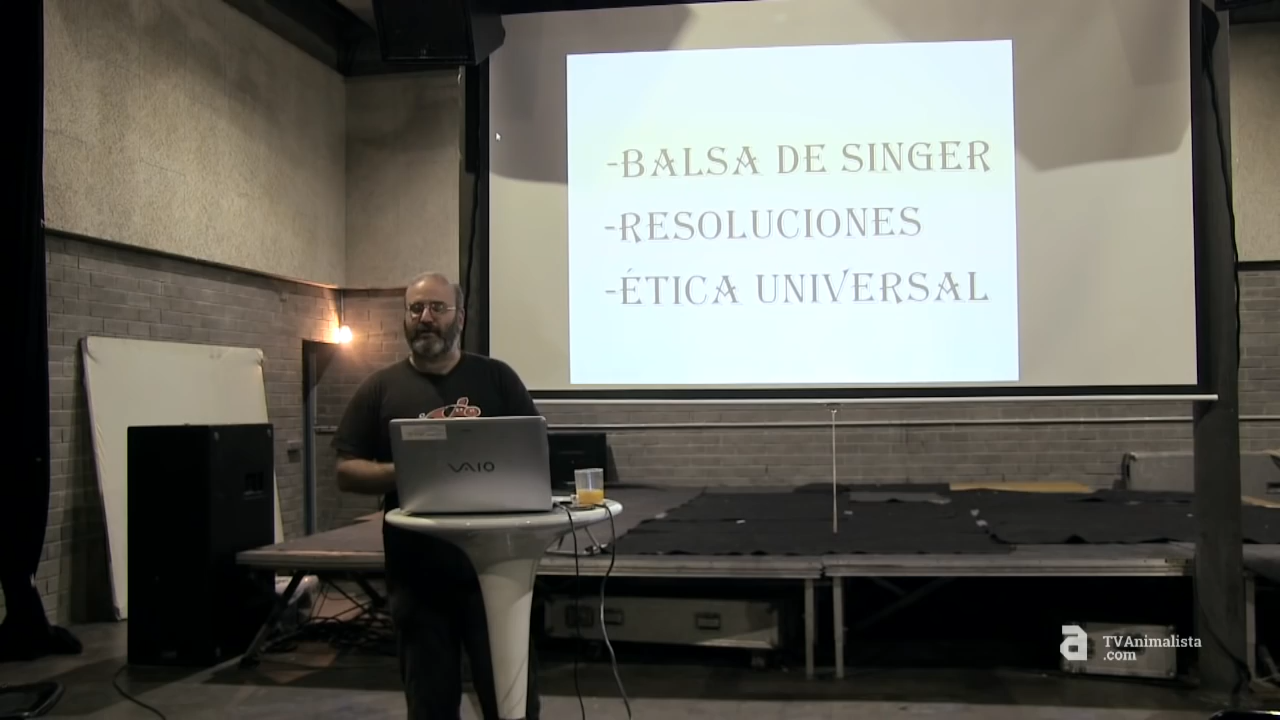 -BALSA DE SINGER
-RESOLUCIONES
-ÉTICA UNIVERSAL
VAIO
TVAnimalista
.com